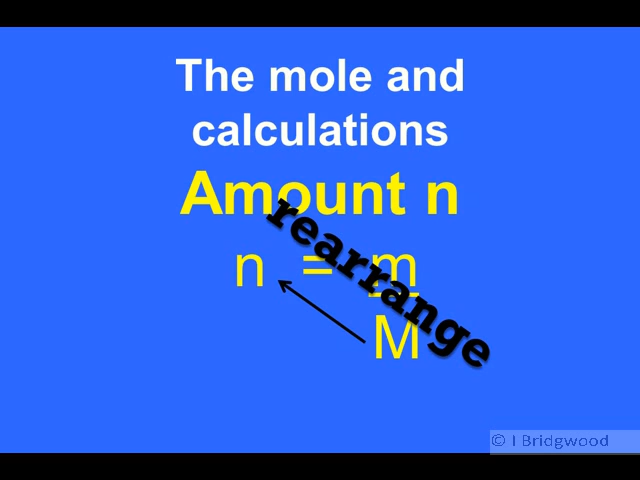 The mole and
calculations
Amount n
n = m
M
rearrange
© I Bridgwood